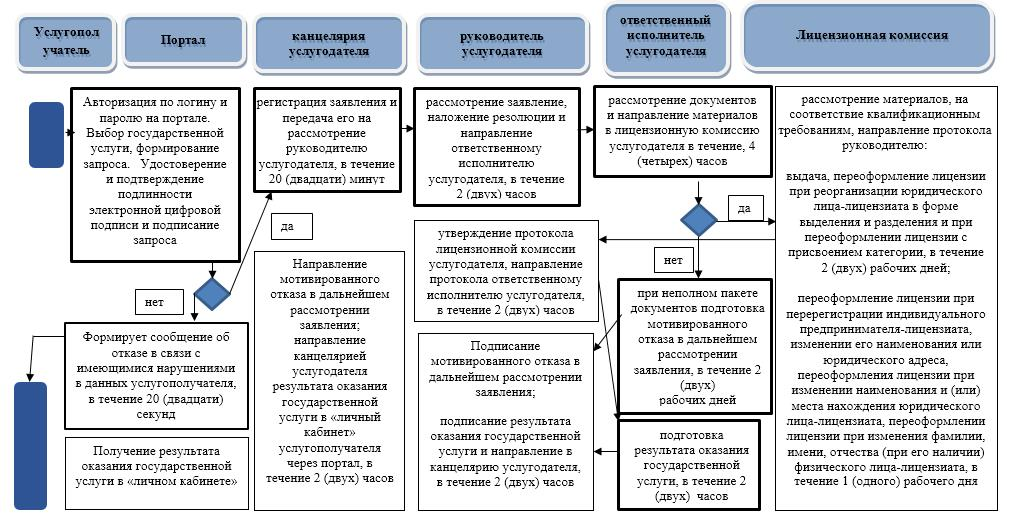 Услугопол
учатель
Портал
канцелярия
услугодателя
руководитель
услугодателя
ответственный
исполнитель
услугодателя
Лицензионная комиссия
Авторизация по логину и
паролю на портале.
Выбор государственной
услуги, формирование
запроса. Удостоверение
и подтверждение
подлинности
электронной цифровой
подписи и подписание
запроса
нет
Формирует сообщение об
отказе в связи с
имеющимися нарушениями
в данных услугополучателя,
в течение 20 (двадцати)
секунд
Получение результата
оказания государственной
услуги в «личном кабинете»
регистрация заявления и
передача его на
рассмотрение
руководителю
услугодателя, в течение
20 (двадцати) минут
да
Направление
мотивированного
отказа в дальнейшем
рассмотрении
заявления;
направление
канцелярией
услугодателя
результата оказания
государственной
услуги в «личный
кабинет»
услугополучателя
через портал, в
течение 2 (двух) часов
рассмотрение заявление,
наложение резолюции и
направление
ответственному
исполнителю
услугодателя, в течение
2 (двух) часов
утверждение протокола
лицензионной комиссии
услугодателя, направление
протокола ответственному
исполнителю услугодателя,
в течение 2 (двух) часов
Подписание
мотивированного отказа в
дальнейшем рассмотрении
заявления;
подписание результата
оказания государственной
услуги и направление в
канцелярию услугодателя,
в течение 2 (двух) часов
рассмотрение документов
и направление материалов
в лицензионную комиссию
услугодателя в течение, 4
(четырех) часов
да
нет
при неполном пакете
документов подготовка
мотивированного
отказа в дальнейшем
рассмотрении
заявления, в течение 2
(двух)
рабочих дней
подготовка
результата оказания
государственной
услуги, в течение 2
(двух) часов
рассмотрение материалов, на
соответствие квалификационным
требованиям, направление протокола
руководителю:
выдача, переоформление лицензии
при реорганизации юридического
лица-лицензиата в форме
выделения и разделения и при
переоформлении лицензии с
присвоением категории, в течение
2 (двух) рабочих дней;
переоформление лицензии при
перерегистрации индивидуального
предпринимателя-лицензиата,
изменении его наименования или
юридического адреса,
переоформления лицензии при
изменении наименования и (или)
места нахождения юридического
лица-лицензиата, переоформлении
лицензии при изменения фамилии,
имени, отчества (при его наличии)
физического лица-лицензиата, в
течение 1 (одного) рабочего дня